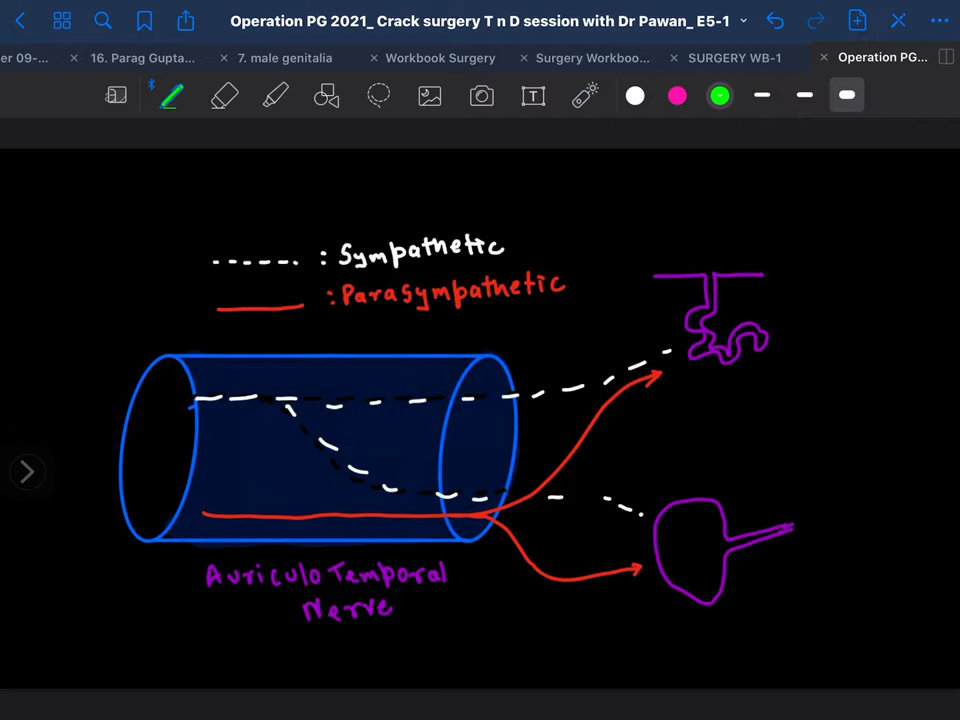 Operation PG 2021_ Crack surgery T n D session with Dr Pawan_ E5-1
er 09-...
16. Parag Gupta...
7. male genitalia
Workbook Surgery
Surgery Workboo...
SURGERY WB-1
Operation PG...
T
: Sympathetic
: Parasympathetic
Auriculo Temporal
Nerve